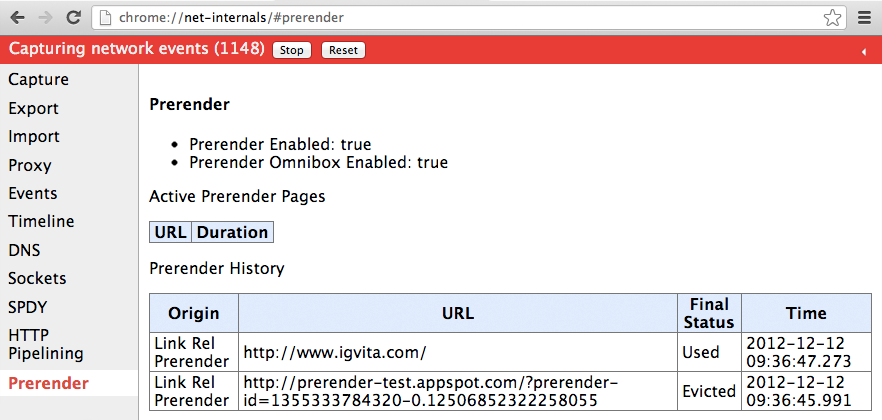 chrome://net-internals/#prerender
Capturing network events (1148) Stop Reset
Capture
Export
Import
Proxy
Events
Timeline
DNS
Sockets
SPDY
HTTP
Pipelining
Prerender
Prerender
• Prerender Enabled: true
• Prerender Omnibox Enabled: true
Active Prerender Pages
URL Duration
Prerender History
Origin URL Final Status Time
Link Rel Prerender http://www.igvita.com/ Used 2012-12-12 09:36:47.273
Link Rel Prerender http://prerender-test.appspot.com/?prerender-id=1355333784320-0.12506852322258055 Evicted 2012-12-12 09:36:45.991